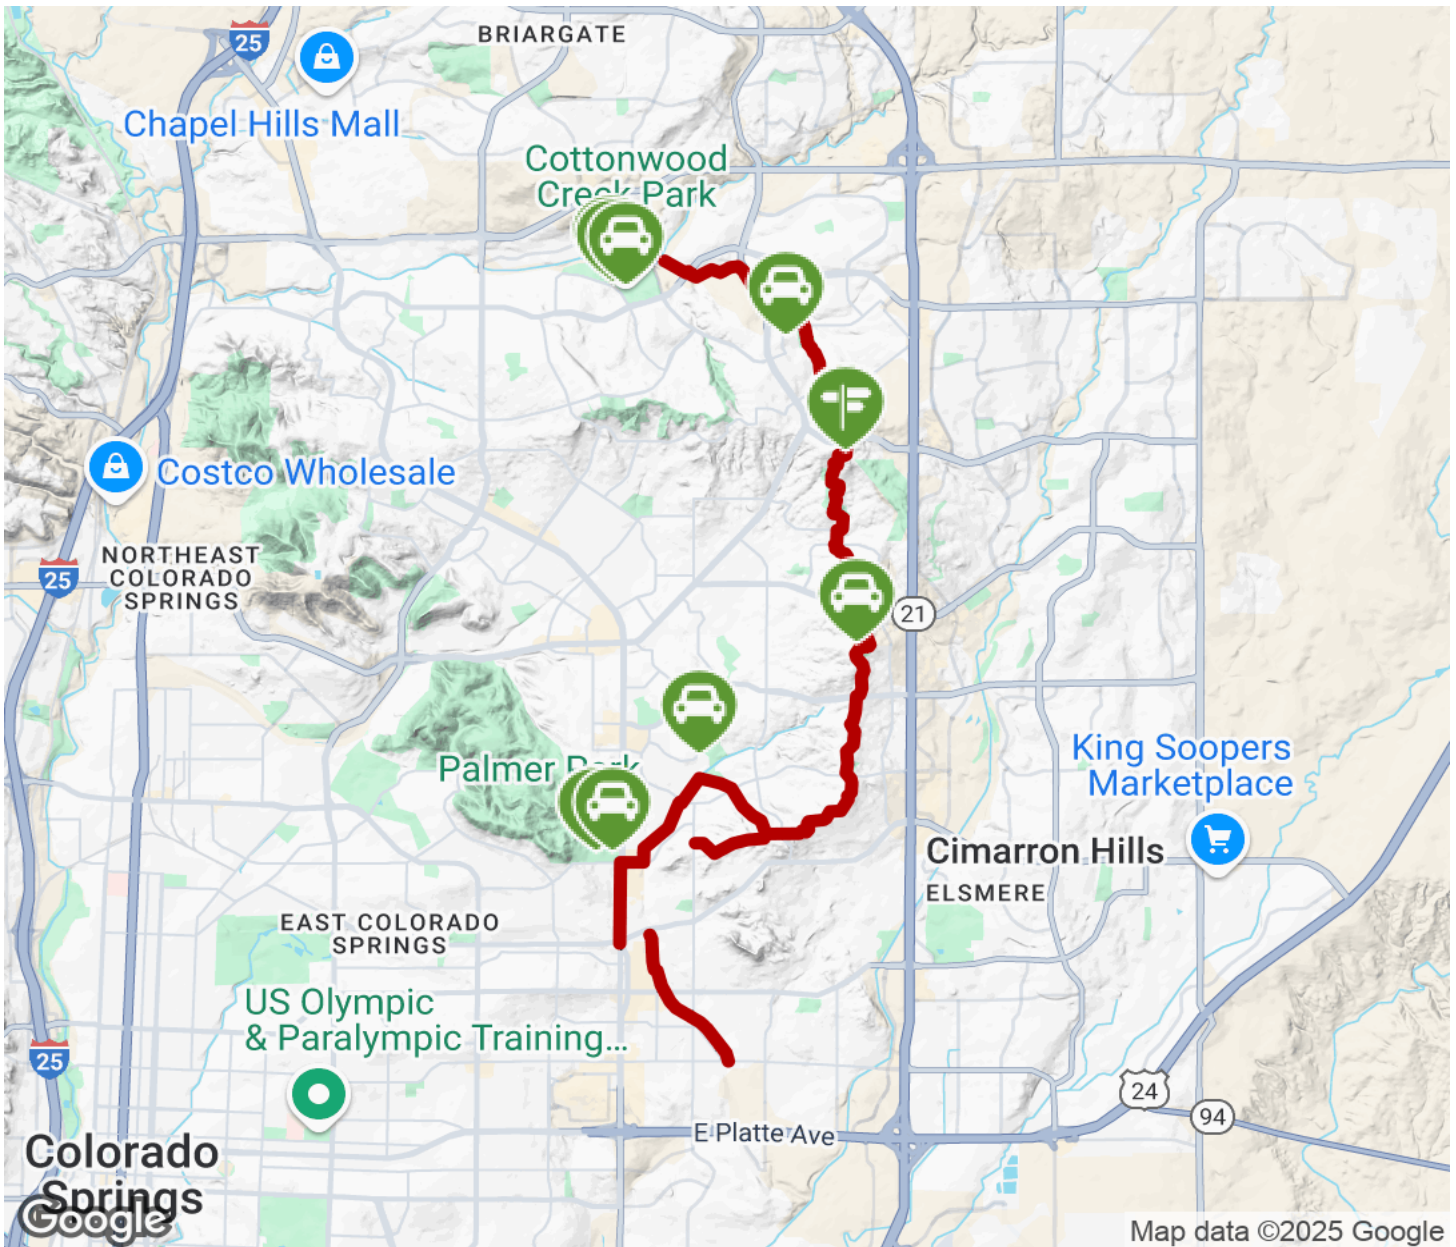 BRIARGATE
25
Chapel Hills Mall
Cottonwood
Creek Park
Costco Wholesale
NORTHEAST
COLORADO
SPRINGS
25
21
Palmer Park
King Soopers
Marketplace
Cimarron Hills
ELSMERE
EAST COLORADO
SPRINGS
US Olympic
& Paralympic Training...
25
24
94
E Platte Ave
Colorado
Springs
Google
Map data ©2025 Google